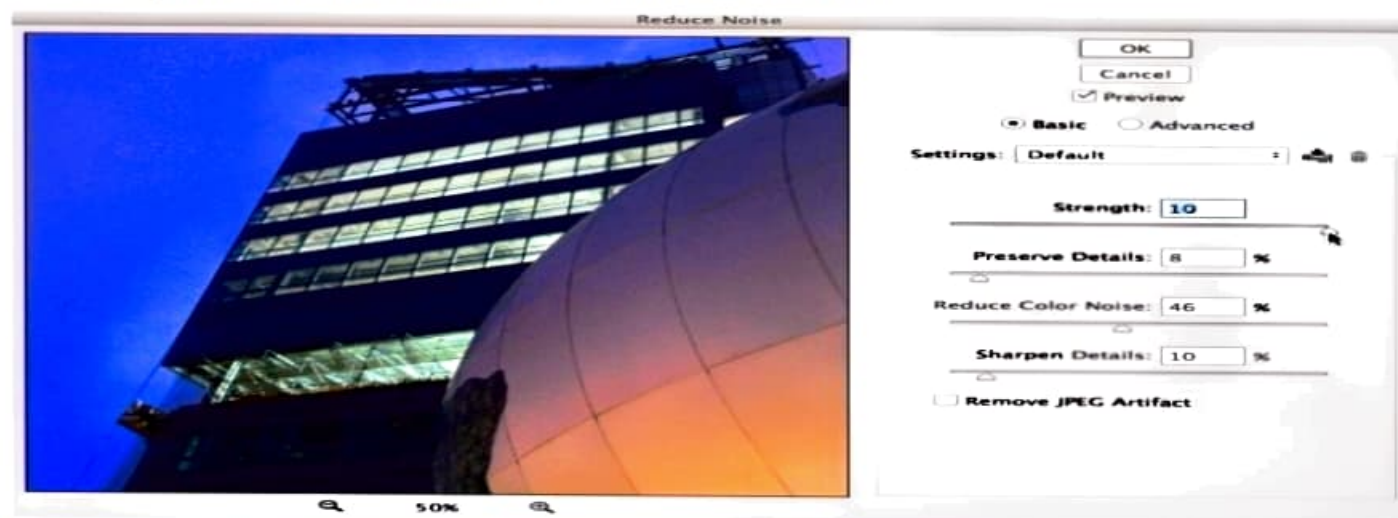 Reduce Noise
OK
Cancel
Preview
Basic Advanced
Settings: Default
Strength: 10
Preserve Details: 8 %
Reduce Color Noise: 46 %
Sharpen Details: 10 %
Remove JPEG Artifact
50%